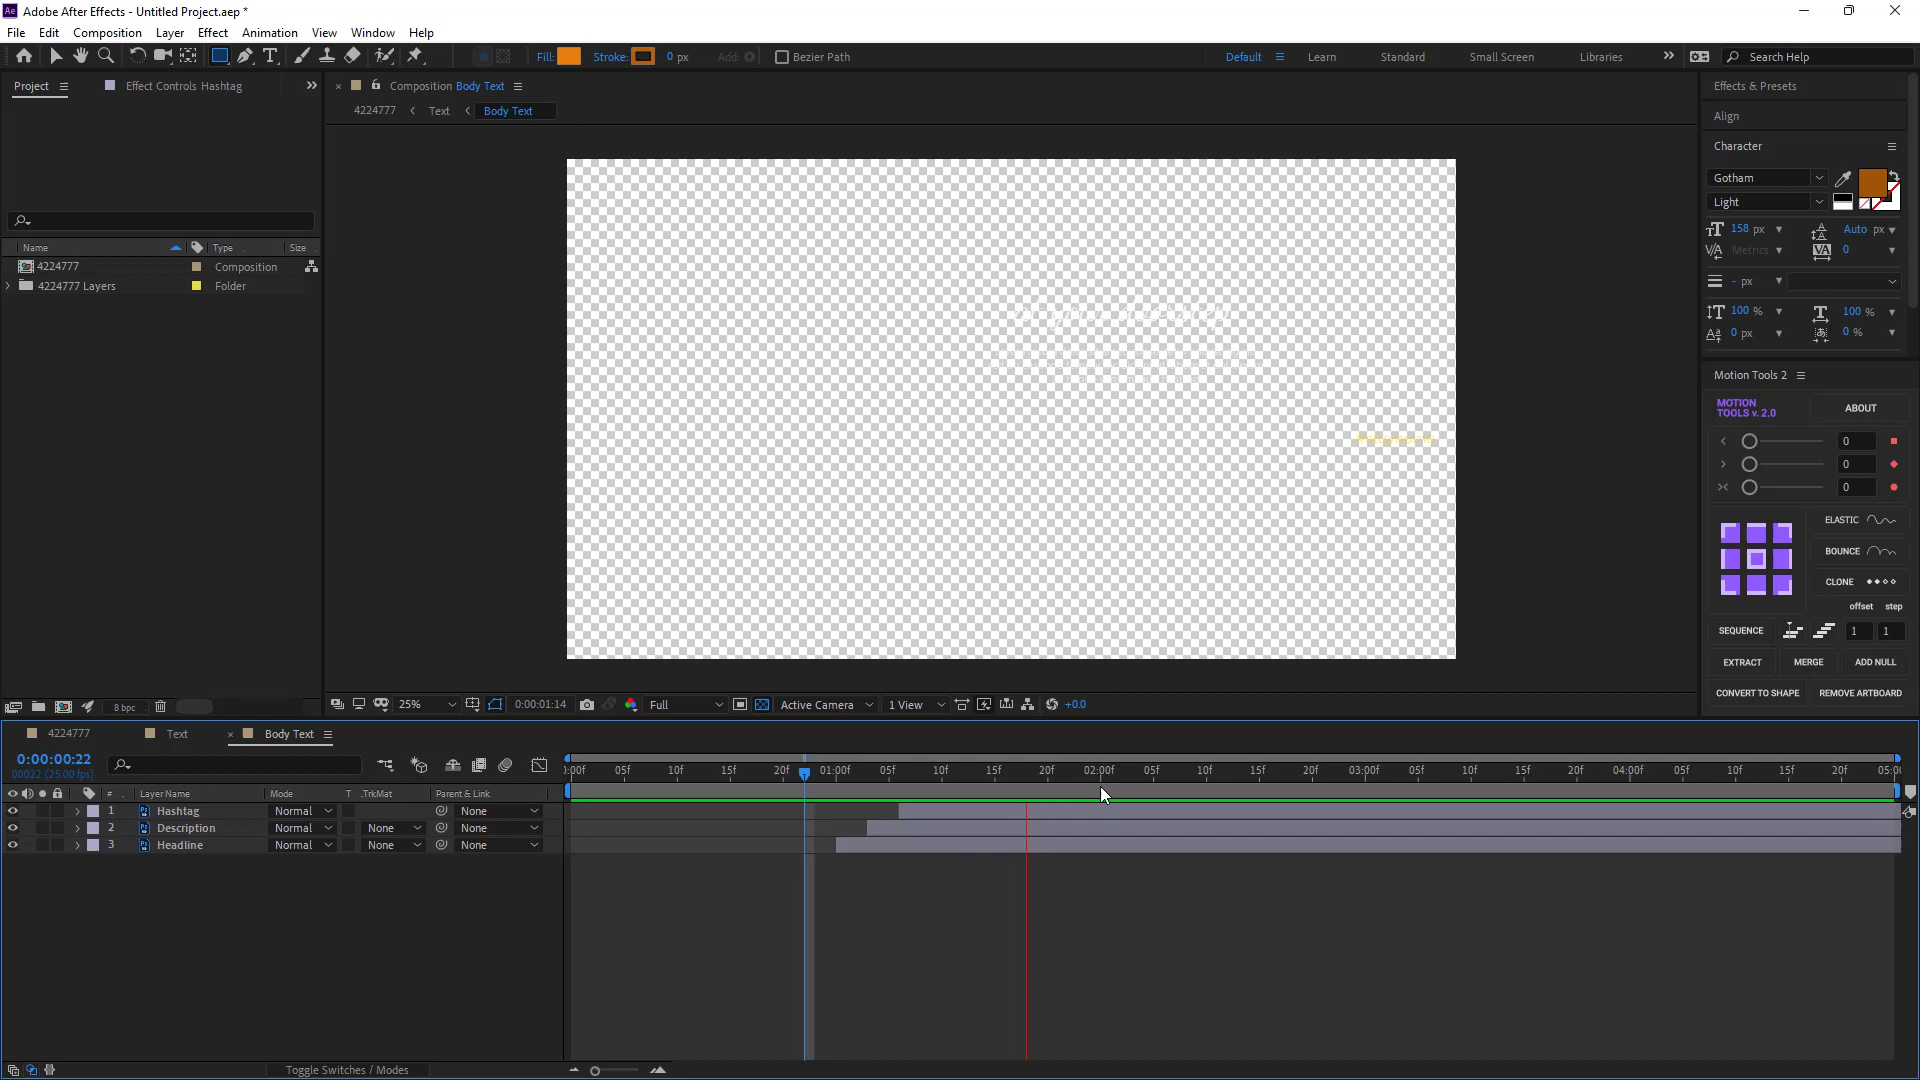 Adobe After Effects - Untitled Project.aep *
File Edit Composition Layer Effect Animation View Window Help
Fill: Stroke: 0 px Add: Bezier Path Default Learn Standard Small Screen Libraries Search Help
Project Effect Controls Hashtag
Composition Body Text
4224777 Text Body Text
Name Type Size
4224777 Composition
4224777 Layers Folder
Effects & Presets
Align
Character
Gotham
Light
158 px Auto px
Metrics 0
- px
100 % 100 %
0 px 0 %
Motion Tools 2
MOTION TOOLS v. 2.0 ABOUT
0
0
0
ELASTIC
BOUNCE
CLONE
offset step
SEQUENCE 1 1
EXTRACT MERGE ADD NULL
CONVERT TO SHAPE REMOVE ARTBOARD
8 bpc
25% 0:00:01:14 Full Active Camera 1 View +0.0
4224777 Text Body Text
0:00:00:22
00022 (25.00 fps)
:00f 05f 10f 15f 20f 01:00f 05f 10f 15f 20f 02:00f 05f 10f 15f 20f 03:00f 05f 10f 15f 20f 04:00f 05f 10f 15f 20f 05:0
# Layer Name Mode T .TrkMat Parent & Link
1 Hashtag Normal None
2 Description Normal None None
3 Headline Normal None None
Toggle Switches / Modes